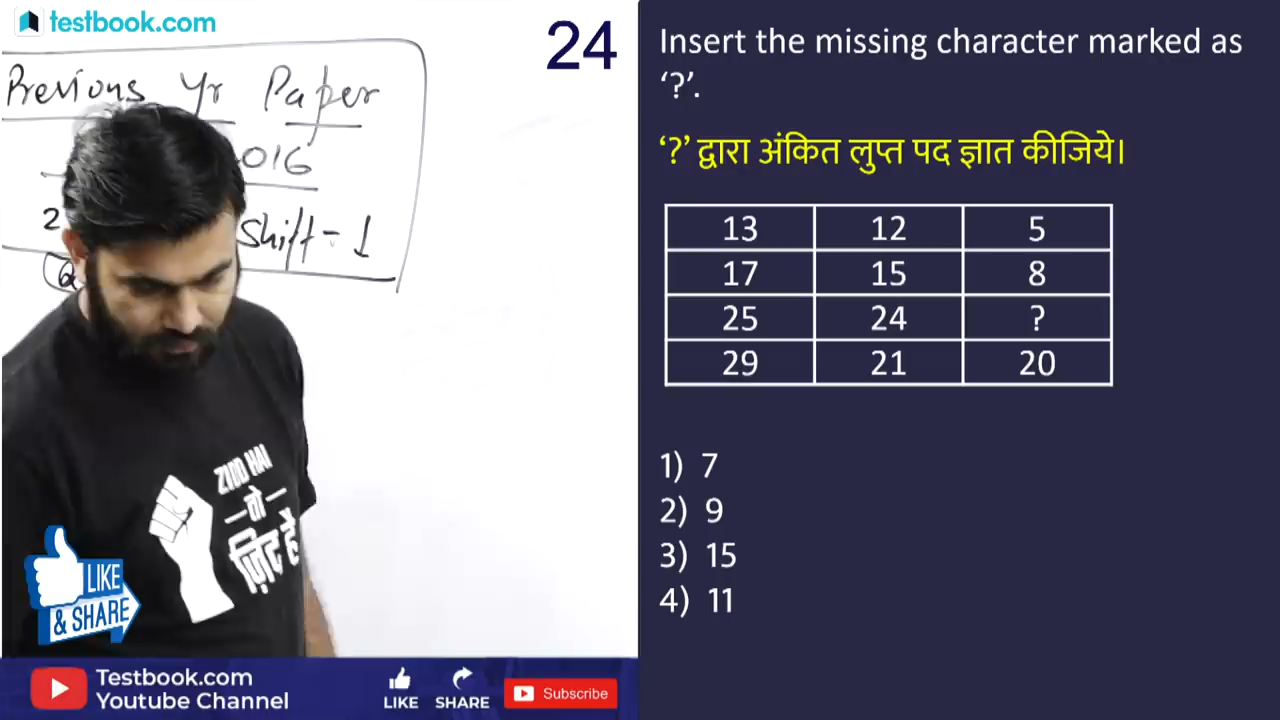 testbook.com
Previous Yr Paper
016
2
Shift - 1
24
Insert the missing character marked as
‘?’.
‘?’ द्वारा अंकित लुप्त पद ज्ञात कीजिये।
13 12 5
17 15 8
25 24 ?
29 21 20
1) 7
2) 9
3) 15
4) 11
ZIDD HAI
तो
ज़िद है
LIKE
& SHARE
Testbook.com
Youtube Channel
LIKE
SHARE
Subscribe